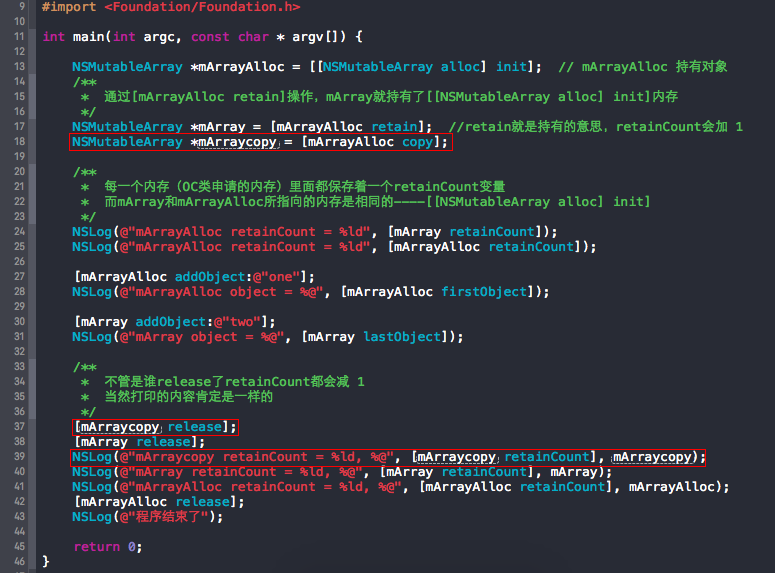 9 #import <Foundation/Foundation.h>
10
11 int main(int argc, const char * argv[]) {
12
13 NSMutableArray *mArrayAlloc = [[NSMutableArray alloc] init];  // mArrayAlloc 持有对象
14 /**
15 *  通过[mArrayAlloc retain]操作，mArray就持有了[[NSMutableArray alloc] init]内存
16 */
17 NSMutableArray *mArray = [mArrayAlloc retain];  //retain就是持有的意思，retainCount会加 1
18 NSMutableArray *mArraycopy = [mArrayAlloc copy];
19
20 /**
21 *  每一个内存（OC类申请的内存）里面都保存着一个retainCount变量
22 *  而mArray和mArrayAlloc所指向的内存是相同的----[[NSMutableArray alloc] init]
23 */
24 NSLog(@"mArrayAlloc retainCount = %ld", [mArray retainCount]);
25 NSLog(@"mArrayAlloc retainCount = %ld", [mArrayAlloc retainCount]);
26
27 [mArrayAlloc addObject:@"one"];
28 NSLog(@"mArrayAlloc object = %@", [mArrayAlloc firstObject]);
29
30 [mArray addObject:@"two"];
31 NSLog(@"mArray object = %@", [mArray lastObject]);
32
33 /**
34 *  不管是谁release了retainCount都会减 1
35 *  当然打印的内容肯定是一样的
36 */
37 [mArraycopy release];
38 [mArray release];
39 NSLog(@"mArraycopy retainCount = %ld, %@", [mArraycopy retainCount], mArraycopy);
40 NSLog(@"mArray retainCount = %ld, %@", [mArray retainCount], mArray);
41 NSLog(@"mArrayAlloc retainCount = %ld, %@", [mArrayAlloc retainCount], mArrayAlloc);
42 [mArrayAlloc release];
43 NSLog(@"程序结束了");
44
45 return 0;
46 }